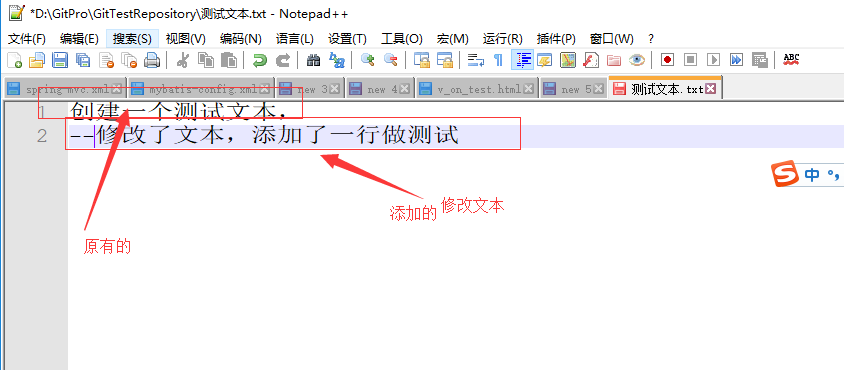 *D:\GitPro\GitTestRepository\测试文本.txt - Notepad++
文件(F) 编辑(E) 搜索(S) 视图(V) 编码(N) 语言(L) 设置(T) 工具(O) 宏(M) 运行(R) 插件(P) 窗口(W) ?
ABC
spring-mvc.xml mybatis-config.xml new 3 new 4 v_on_test.html new 5 测试文本.txt
1 创建一个测试文本,
2 --修改了文本，添加了一行做测试
S 中 °,
添加的 修改文本
原有的